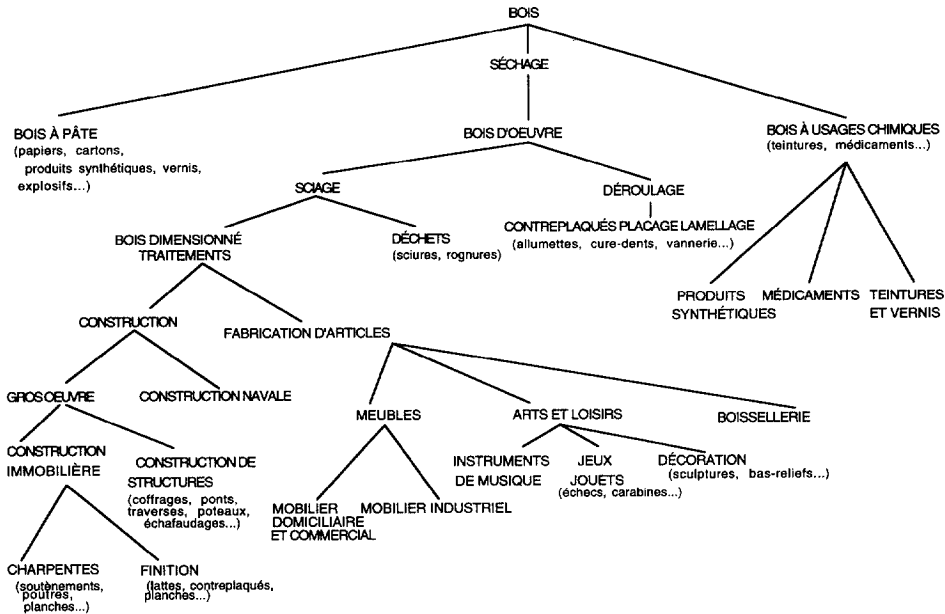 BOIS
SÉCHAGE
BOIS À PÂTE
(papiers, cartons,
produits synthétiques, vernis,
explosifs...)
BOIS D'OEUVRE
BOIS À USAGES CHIMIQUES
(teintures, médicaments...)
SCIAGE
DÉROULAGE
CONTREPLAQUÉS PLACAGE LAMELLAGE
(allumettes, cure-dents, vannerie...)
BOIS DIMENSIONNÉ
TRAITEMENTS
DÉCHETS
(sciures, rognures)
PRODUITS
SYNTHÉTIQUES
MÉDICAMENTS
TEINTURES
ET VERNIS
CONSTRUCTION
FABRICATION D'ARTICLES
GROS OEUVRE
CONSTRUCTION NAVALE
MEUBLES
ARTS ET LOISIRS
BOISSELLERIE
CONSTRUCTION
IMMOBILIÈRE
CONSTRUCTION DE
STRUCTURES
(coffrages, ponts,
traverses, poteaux,
échafaudages...)
INSTRUMENTS
DE MUSIQUE
JEUX
JOUETS
(échecs, carabines...)
DÉCORATION
(sculptures, bas-reliefs...)
MOBILIER
DOMICILIAIRE
ET COMMERCIAL
MOBILIER INDUSTRIEL
CHARPENTES
(soutènements,
poutres,
planches...)
FINITION
(lattes, contreplaqués,
planches...)